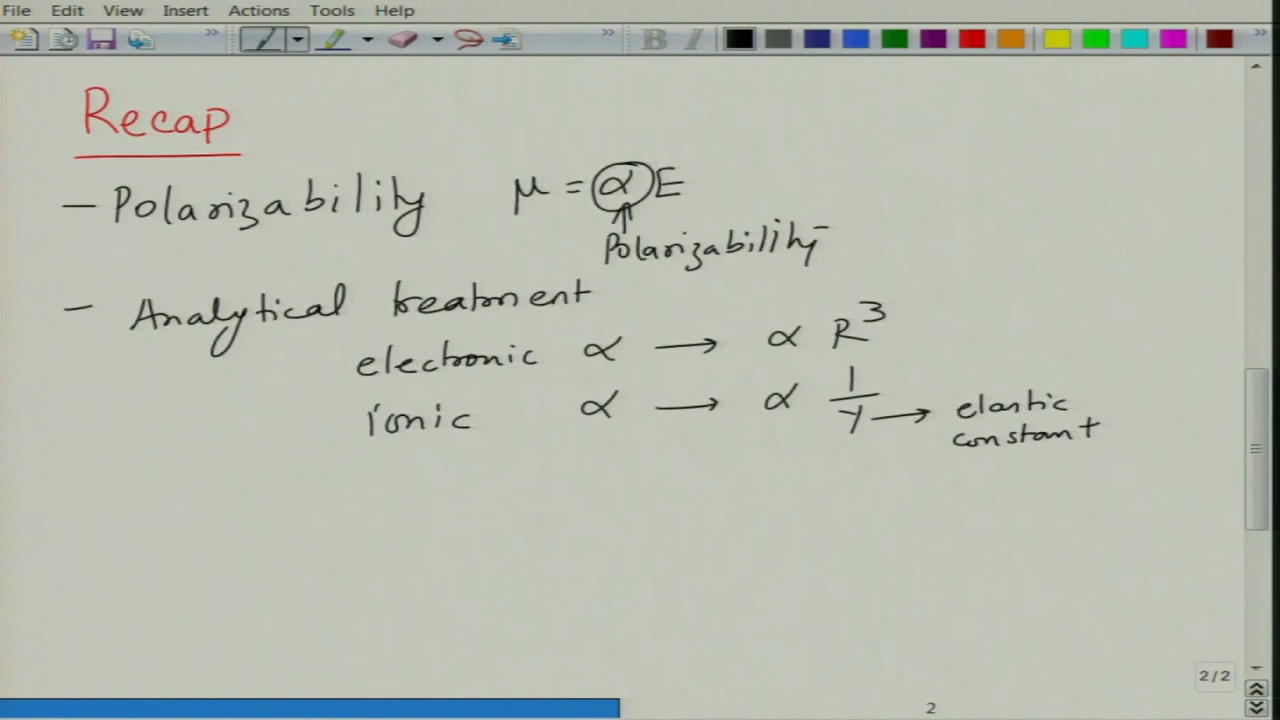 File Edit View Insert Actions Tools Help
B I
Recap
— Polarizability μ = α E
Polarizability
— Analytical treatment
electronic α → α R³
ionic α → α 1/Y → elastic constant
2/2
2